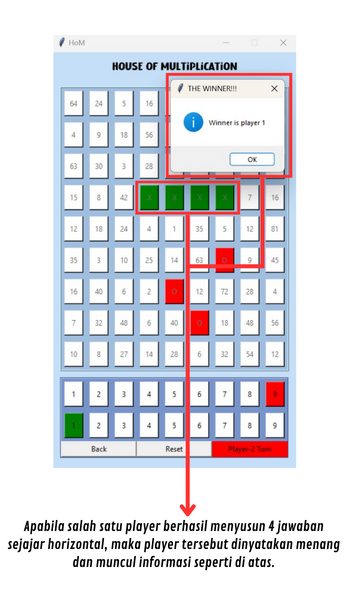 HoM
HOUSE OF MULTIPLICATION
THE WINNER!!!
Winner is player 1
OK
64 24 5 16
4 9 18 56
63 30 3 28
15 8 42 X X X X 7 16
12 18 24 4 1 35 5 12 81
35 3 10 25 14 63 O 9 45
16 40 6 2 O 12 72 28 4
7 32 48 6 40 O 18 48 56
10 8 27 14 28 6 32 54 12
1 2 3 4 5 6 7 8 9
1 2 3 4 5 6 7 8 9
Back Reset Player 2 Turn
Apabila salah satu player berhasil menyusun 4 jawaban
sejajar horizontal, maka player tersebut dinyatakan menang
dan muncul informasi seperti di atas.